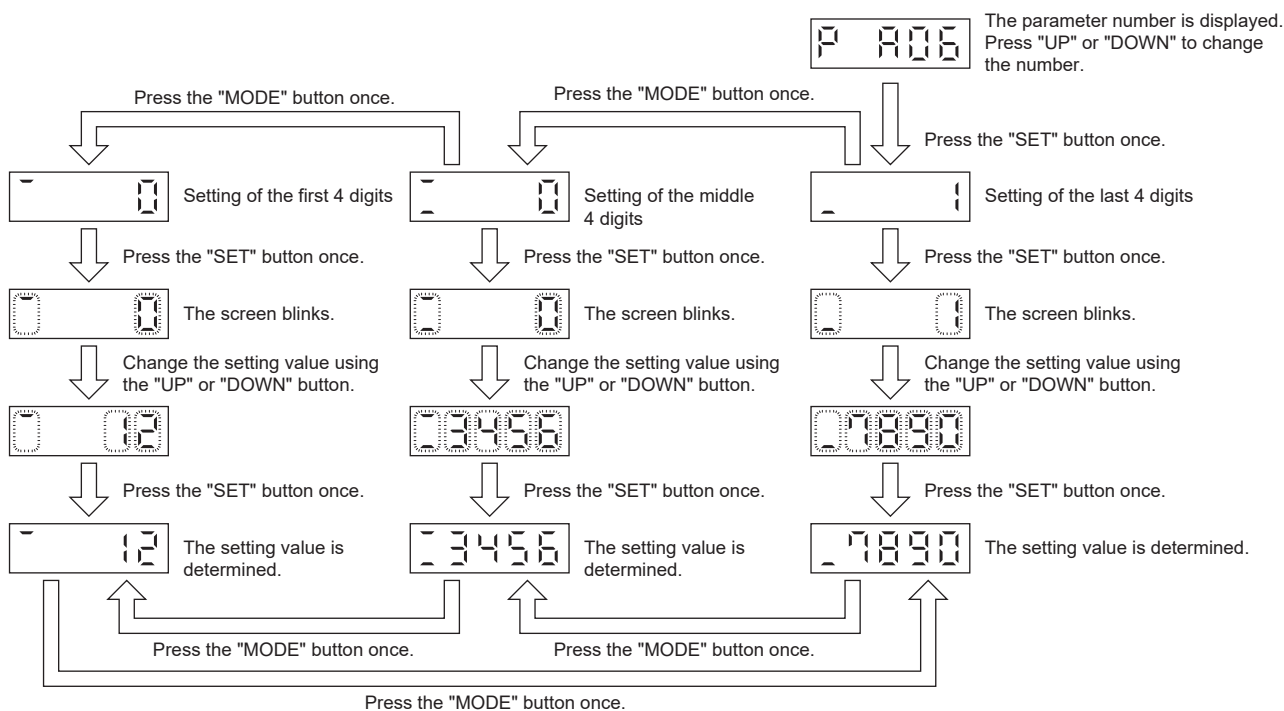 P A06
The parameter number is displayed.
Press "UP" or "DOWN" to change
the number.
Press the "MODE" button once.
Press the "MODE" button once.
Press the "SET" button once.
¯ 0
Setting of the first 4 digits
0
Setting of the middle
4 digits
_ 1
Setting of the last 4 digits
Press the "SET" button once.
Press the "SET" button once.
Press the "SET" button once.
¯ 0
The screen blinks.
0
The screen blinks.
_ 1
The screen blinks.
Change the setting value using
the "UP" or "DOWN" button.
Change the setting value using
the "UP" or "DOWN" button.
Change the setting value using
the "UP" or "DOWN" button.
¯ 12
3456
_7890
Press the "SET" button once.
Press the "SET" button once.
Press the "SET" button once.
¯ 12
The setting value is
determined.
3456
The setting value is
determined.
_7890
The setting value is determined.
Press the "MODE" button once.
Press the "MODE" button once.
Press the "MODE" button once.